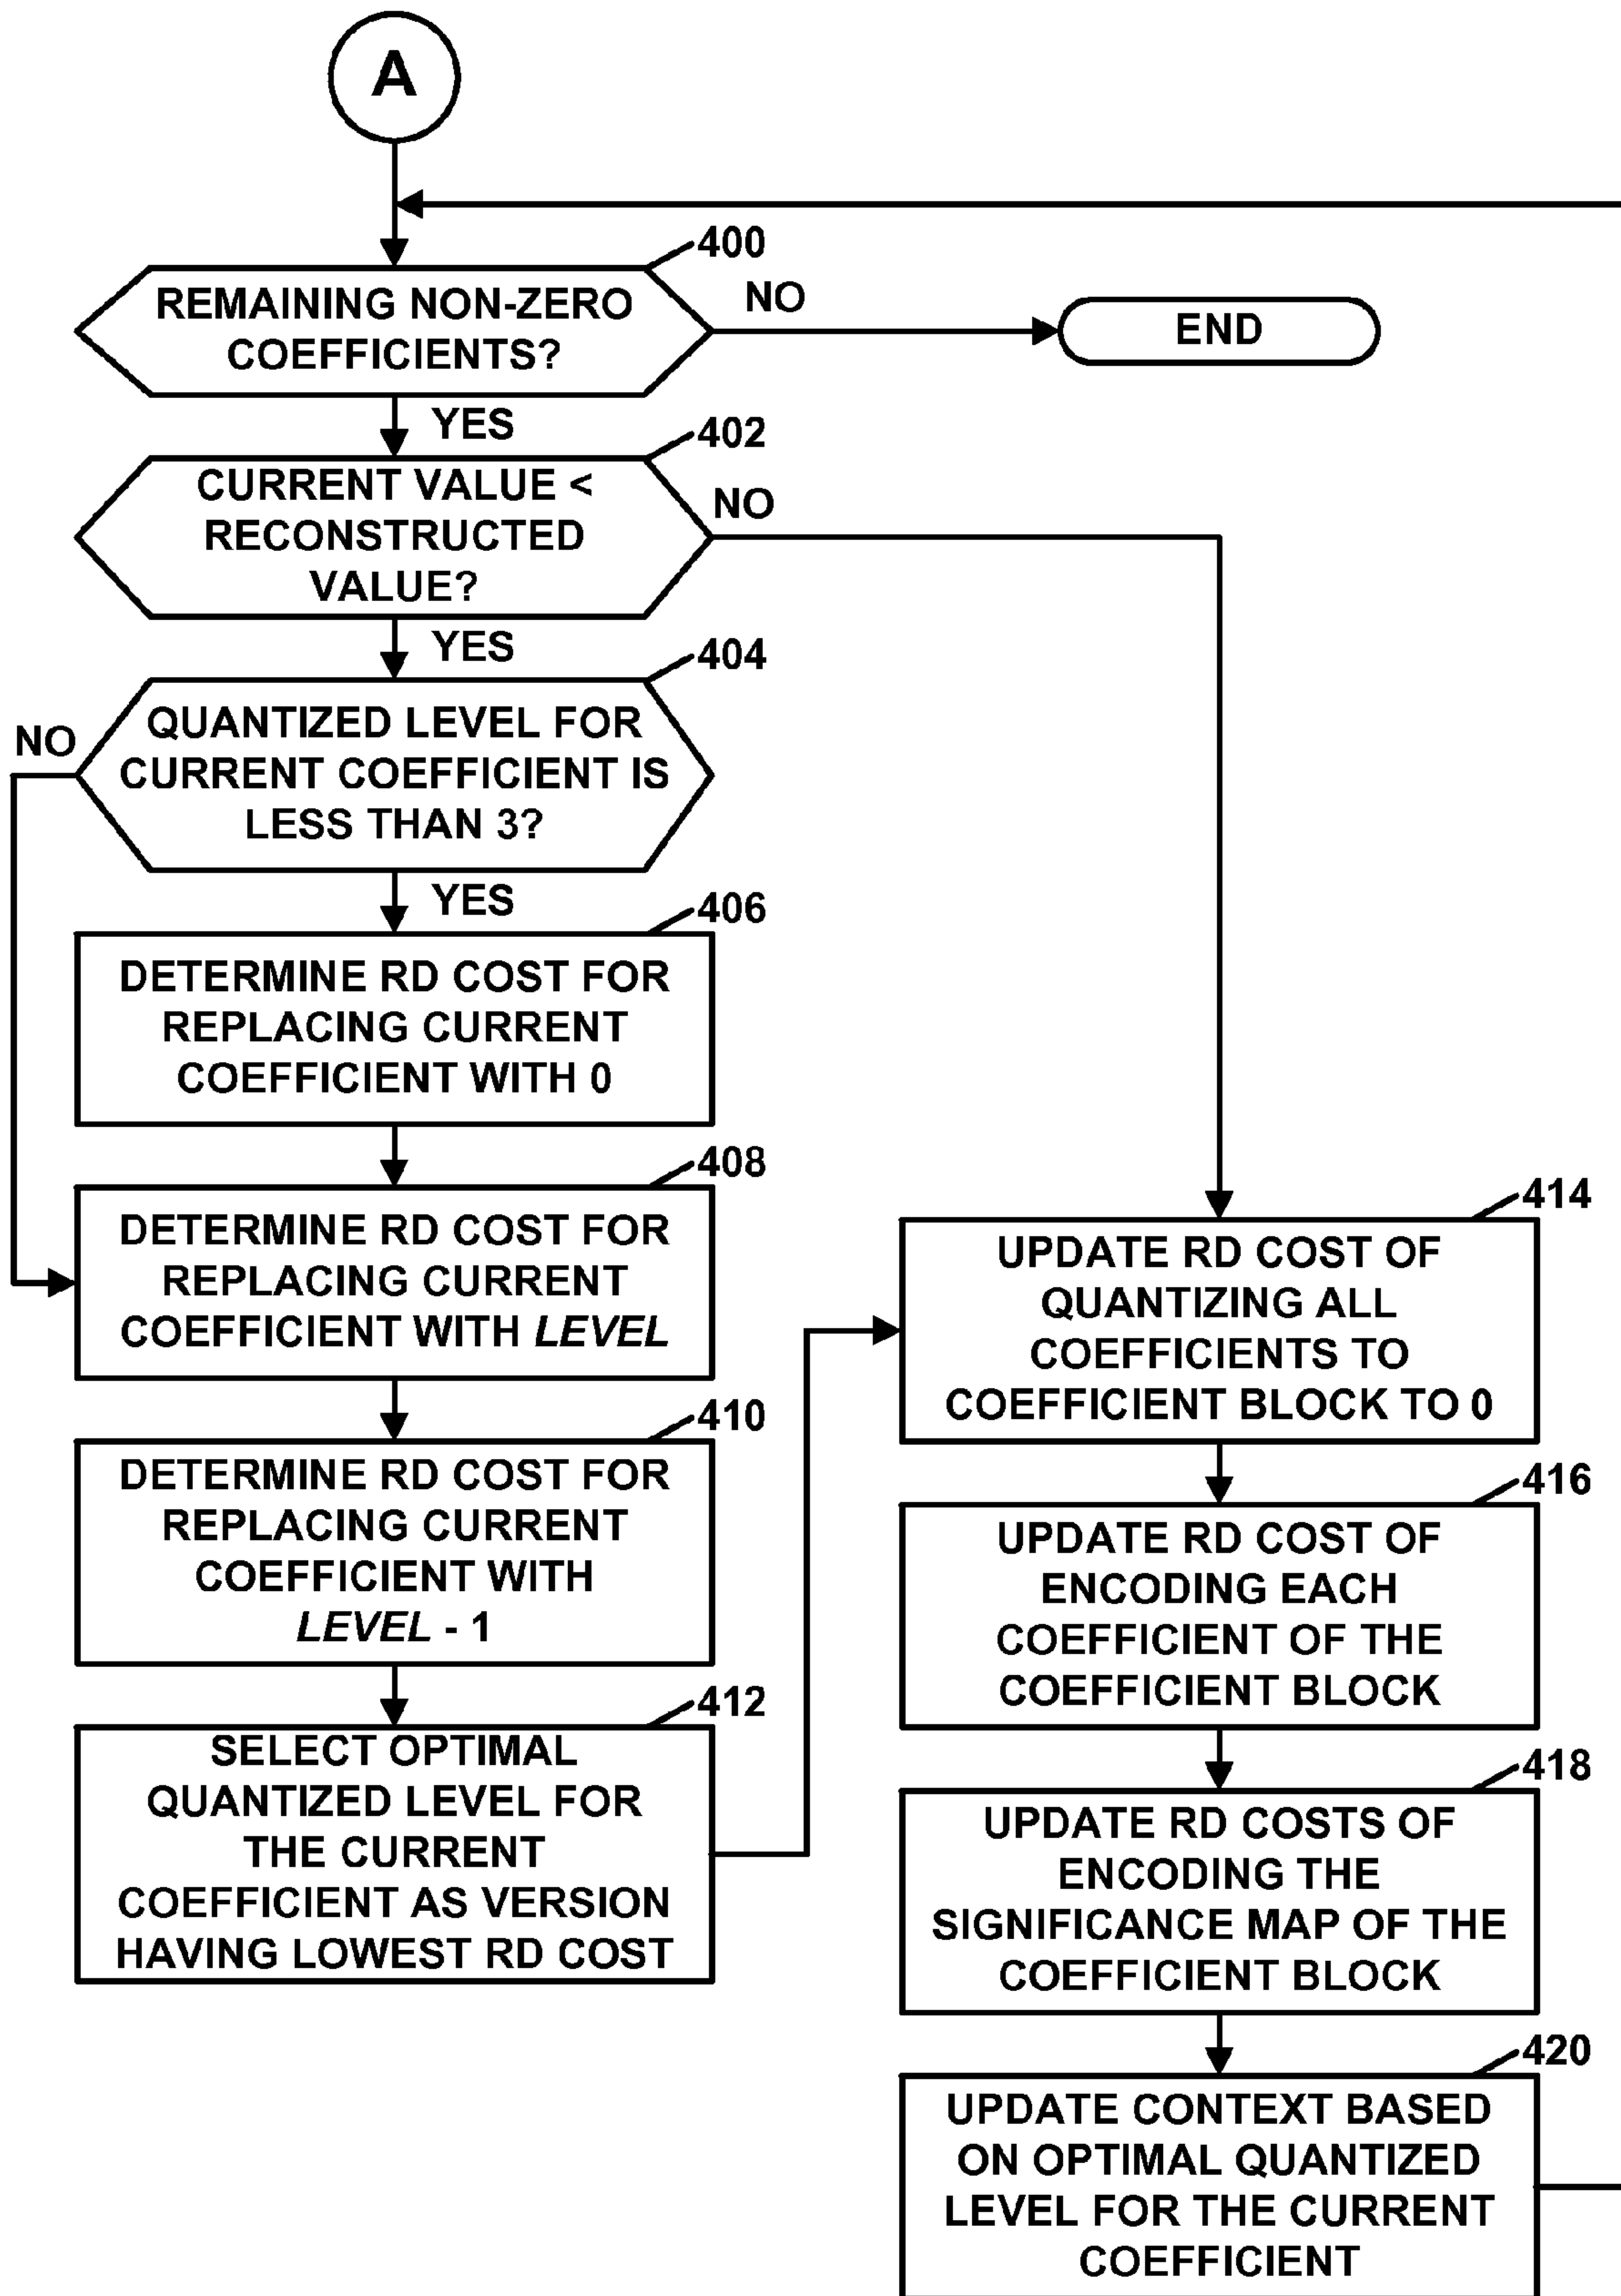 A
400
REMAINING NON-ZERO
COEFFICIENTS?
NO
END
YES
402
CURRENT VALUE <
RECONSTRUCTED
VALUE?
NO
YES
404
QUANTIZED LEVEL FOR
CURRENT COEFFICIENT IS
LESS THAN 3?
NO
YES
406
DETERMINE RD COST FOR
REPLACING CURRENT
COEFFICIENT WITH 0
408
DETERMINE RD COST FOR
REPLACING CURRENT
COEFFICIENT WITH LEVEL
410
DETERMINE RD COST FOR
REPLACING CURRENT
COEFFICIENT WITH
LEVEL - 1
412
SELECT OPTIMAL
QUANTIZED LEVEL FOR
THE CURRENT
COEFFICIENT AS VERSION
HAVING LOWEST RD COST
414
UPDATE RD COST OF
QUANTIZING ALL
COEFFICIENTS TO
COEFFICIENT BLOCK TO 0
416
UPDATE RD COST OF
ENCODING EACH
COEFFICIENT OF THE
COEFFICIENT BLOCK
418
UPDATE RD COSTS OF
ENCODING THE
SIGNIFICANCE MAP OF THE
COEFFICIENT BLOCK
420
UPDATE CONTEXT BASED
ON OPTIMAL QUANTIZED
LEVEL FOR THE CURRENT
COEFFICIENT